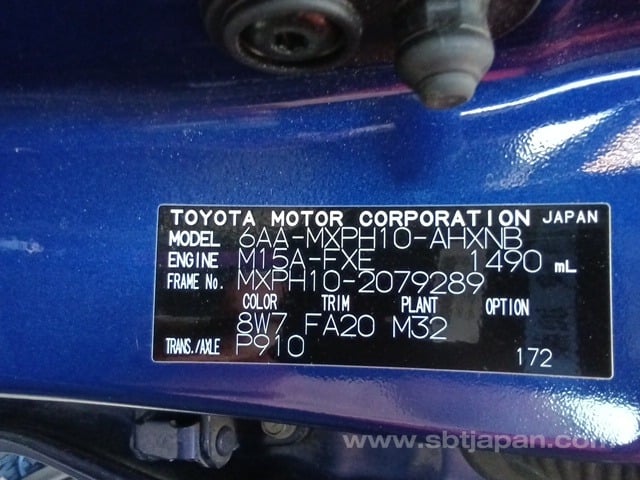 TOYOTA MOTOR CORPORATION JAPAN
MODEL 6AA-MXPH10-AHXNB
ENGINE M15A-FXE 1490 mL
FRAME No. MXPH10-2079289
COLOR TRIM PLANT OPTION
8W7 FA20 M32
TRANS./AXLE P910 172
www.sbtjapan.com